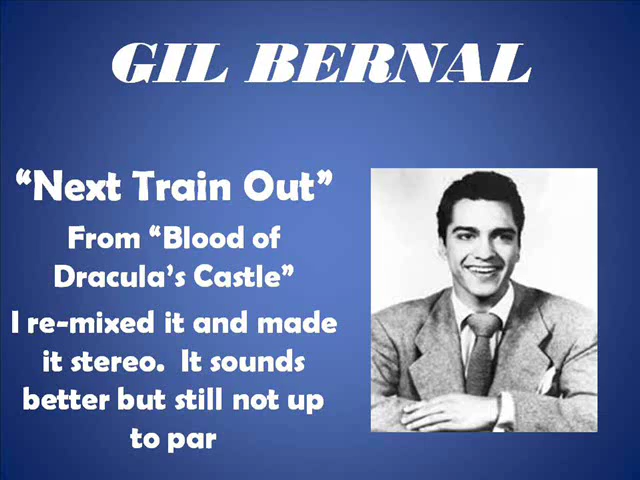 GIL BERNAL
“Next Train Out”
From “Blood of
Dracula’s Castle”
I re-mixed it and made
it stereo.  It sounds
better but still not up
to par